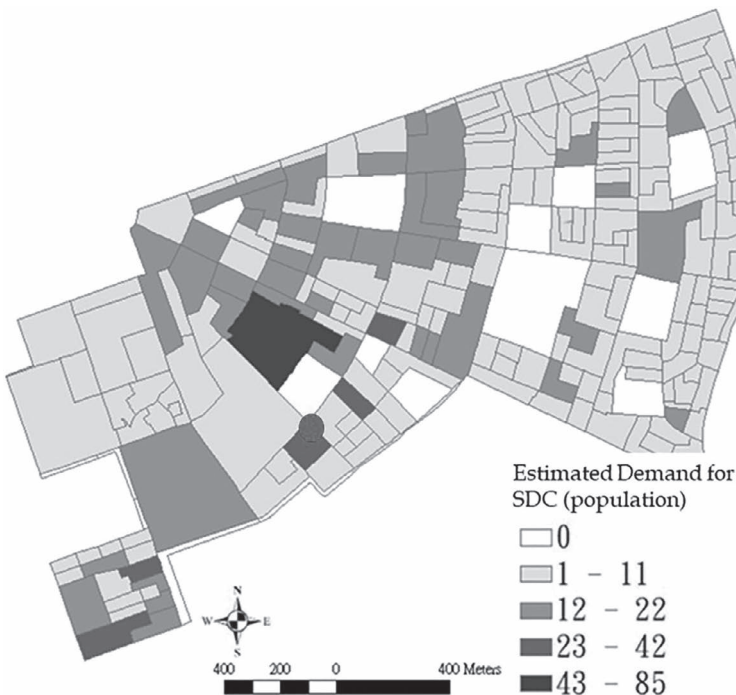 Estimated Demand for
SDC (population)
0
1 - 11
12 - 22
23 - 42
43 - 85
N
W E
S
400 200 0 400 Meters